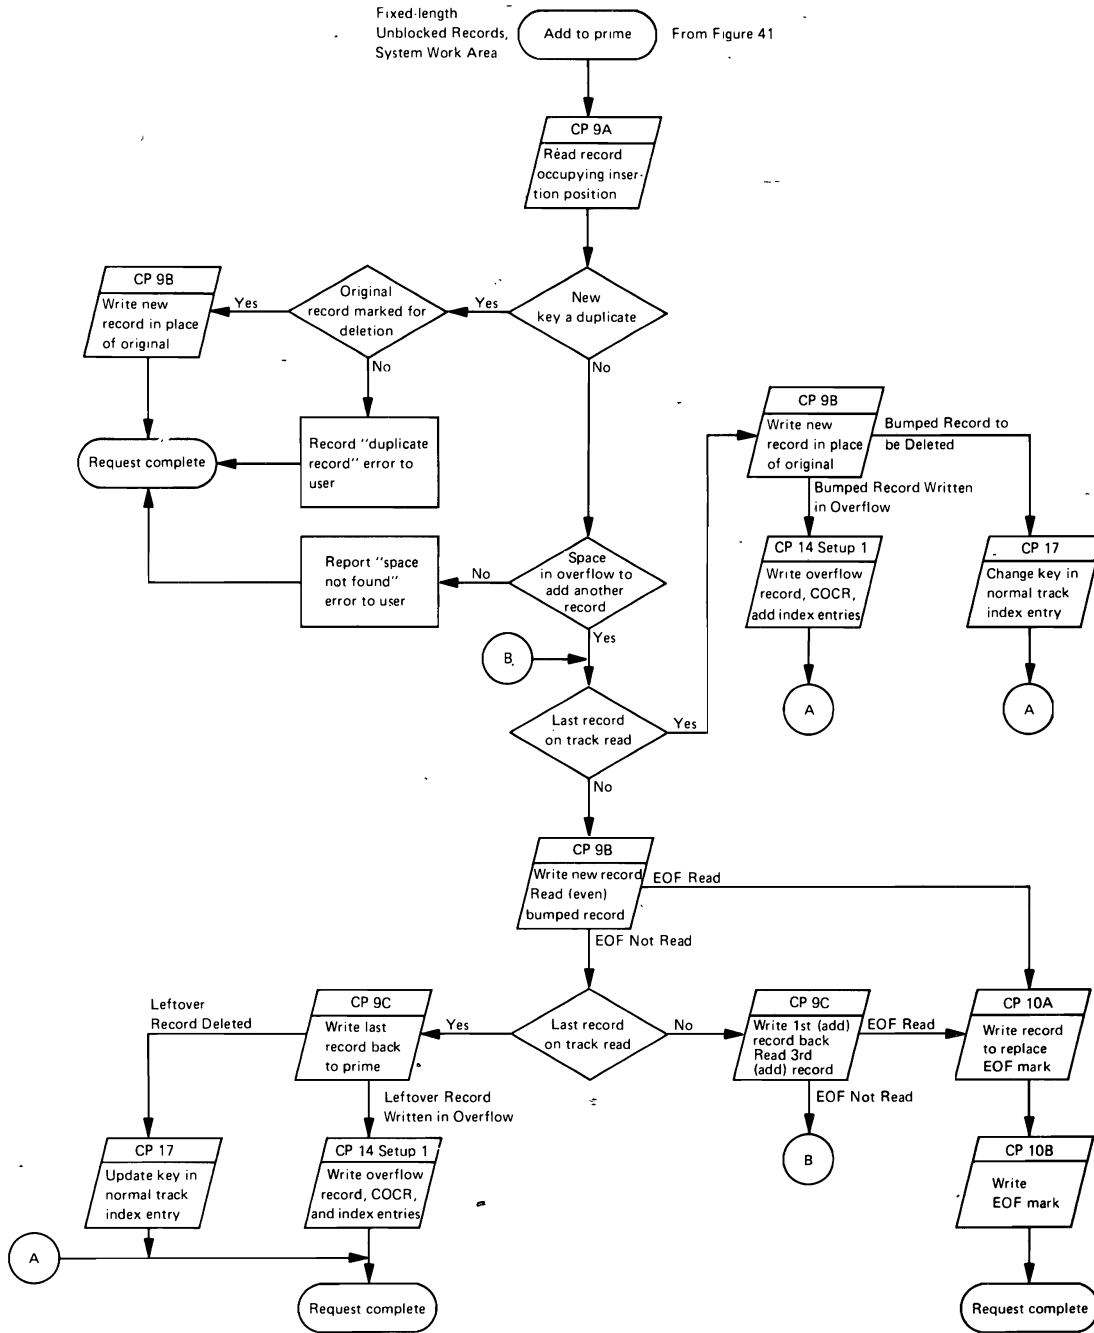 Fixed-length
Unblocked Records,
System Work Area
Add to prime
From Figure 41
CP 9A
Read record
occupying inser-
tion position
New
key a duplicate
Yes
No
Original
record marked for
deletion
Yes
No
CP 9B
Write new
record in place
of original
Record "duplicate
record" error to
user
Request complete
Report "space
not found"
error to user
No
Space
in overflow to
add another
record
Yes
B
Last record
on track read
Yes
No
CP 9B
Write new
record in place
of original
Bumped Record to
be Deleted
Bumped Record Written
in Overflow
CP 14 Setup 1
Write overflow
record, COCR,
add index entries
A
CP 17
Change key in
normal track
index entry
A
CP 9B
Write new record
Read (even)
bumped record
EOF Read
EOF Not Read
Last record
on track read
Yes
No
CP 9C
Write last
record back
to prime
Leftover
Record Deleted
Leftover Record
Written in Overflow
CP 9C
Write 1st (add)
record back
Read 3rd
(add) record
EOF Read
EOF Not Read
B
CP 10A
Write record
to replace
EOF mark
CP 17
Update key in
normal track
index entry
CP 14 Setup 1
Write overflow
record, COCR,
and index entries
CP 10B
Write
EOF mark
A
Request complete
Request complete